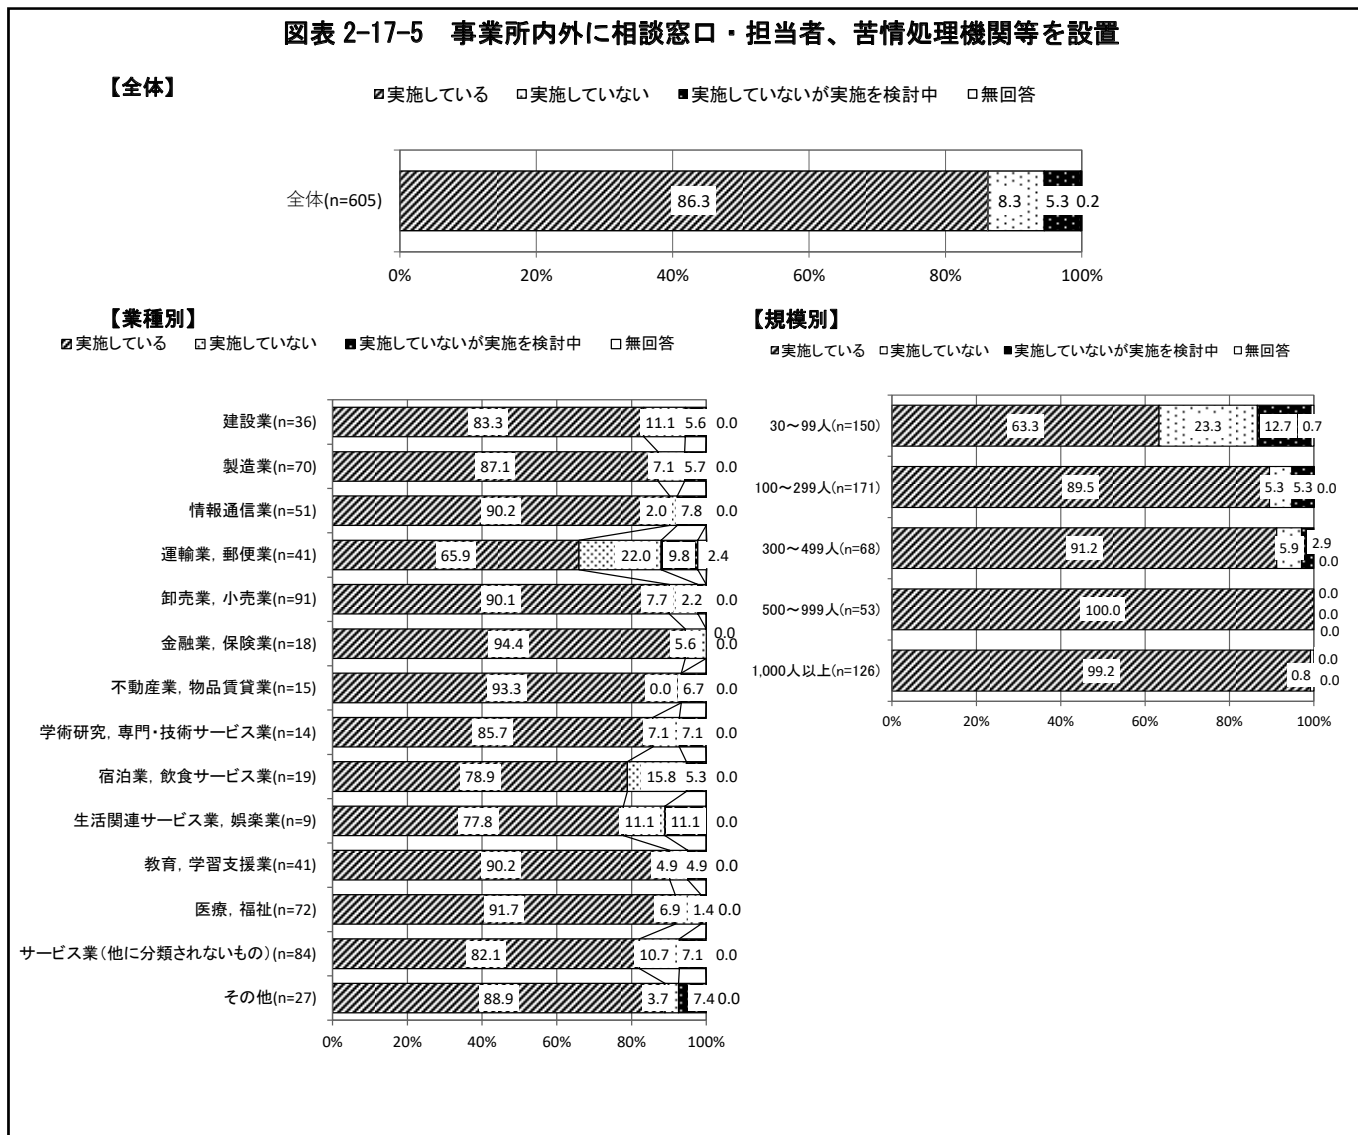 図表 2-17-5　事業所内外に相談窓口・担当者、苦情処理機関等を設置
【全体】
実施している 実施していない 実施していないが実施を検討中 無回答
全体(n=605) 86.3 8.3 5.3 0.2
0% 20% 40% 60% 80% 100%
【業種別】
実施している 実施していない 実施していないが実施を検討中 無回答
建設業(n=36) 83.3 11.1 5.6 0.0
製造業(n=70) 87.1 7.1 5.7 0.0
情報通信業(n=51) 90.2 2.0 7.8 0.0
運輸業, 郵便業(n=41) 65.9 22.0 9.8 2.4
卸売業, 小売業(n=91) 90.1 7.7 2.2 0.0
金融業, 保険業(n=18) 94.4 5.6 0.0 0.0
不動産業, 物品賃貸業(n=15) 93.3 0.0 6.7 0.0
学術研究, 専門・技術サービス業(n=14) 85.7 7.1 7.1 0.0
宿泊業, 飲食サービス業(n=19) 78.9 15.8 5.3 0.0
生活関連サービス業, 娯楽業(n=9) 77.8 11.1 11.1 0.0
教育, 学習支援業(n=41) 90.2 4.9 4.9 0.0
医療, 福祉(n=72) 91.7 6.9 1.4 0.0
サービス業(他に分類されないもの)(n=84) 82.1 10.7 7.1 0.0
その他(n=27) 88.9 3.7 7.4 0.0
0% 20% 40% 60% 80% 100%
【規模別】
実施している 実施していない 実施していないが実施を検討中 無回答
30～99人(n=150) 63.3 23.3 12.7 0.7
100～299人(n=171) 89.5 5.3 5.3 0.0
300～499人(n=68) 91.2 5.9 2.9 0.0
500～999人(n=53) 100.0 0.0 0.0 0.0
1,000人以上(n=126) 99.2 0.8 0.0 0.0
0% 20% 40% 60% 80% 100%